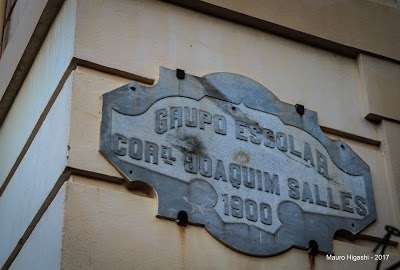 GRUPO ESCOLAR
CORᵉˡ JOAQUIM SALLES
1900
Mauro Higashi - 2017